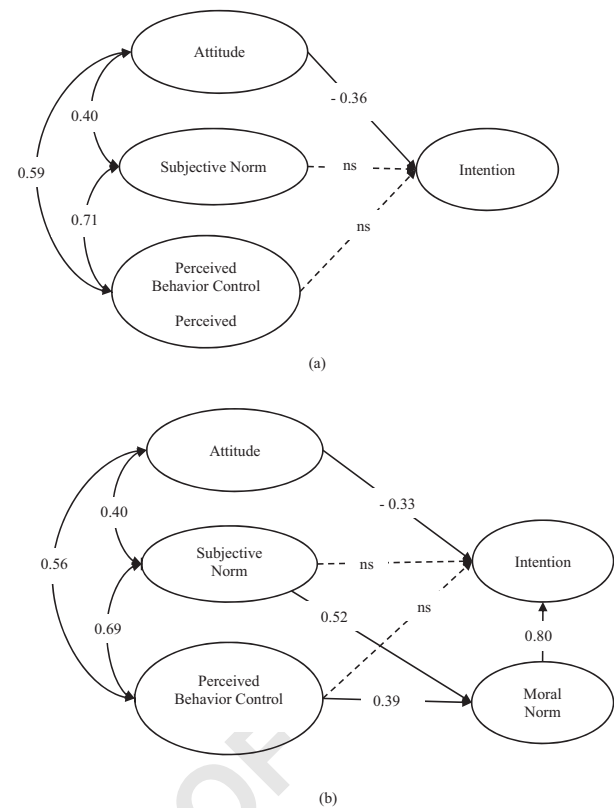 Attitude
- 0.36
0.40
0.59
Subjective Norm
ns
Intention
0.71
ns
Perceived
Behavior Control
Perceived
(a)
Attitude
- 0.33
0.40
Subjective
Norm
ns
Intention
0.56
ns
0.52
0.69
0.80
Perceived
Behavior Control
0.39
Moral
Norm
OF
(b)